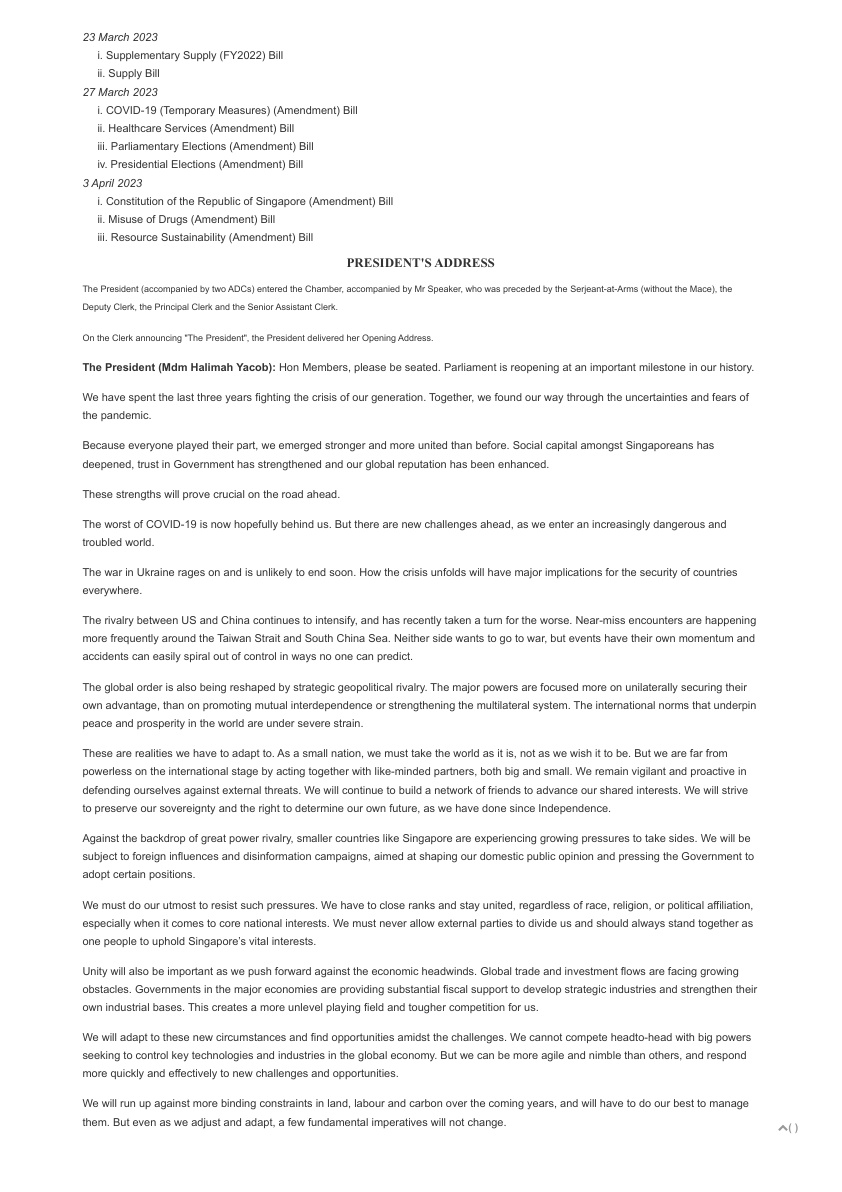 23 March 2023
i. Supplementary Supply (FY2022) Bill
ii. Supply Bill
27 March 2023
i. COVID-19 (Temporary Measures) (Amendment) Bill
ii. Healthcare Services (Amendment) Bill
iii. Parliamentary Elections (Amendment) Bill
iv. Presidential Elections (Amendment) Bill
3 April 2023
i. Constitution of the Republic of Singapore (Amendment) Bill
ii. Misuse of Drugs (Amendment) Bill
iii. Resource Sustainability (Amendment) Bill
PRESIDENT'S ADDRESS
The President (accompanied by two ADCs) entered the Chamber, accompanied by Mr Speaker, who was preceded by the Serjeant-at-Arms (without the Mace), the
Deputy Clerk, the Principal Clerk and the Senior Assistant Clerk.
On the Clerk announcing "The President", the President delivered her Opening Address.
The President (Mdm Halimah Yacob): Hon Members, please be seated. Parliament is reopening at an important milestone in our history.
We have spent the last three years fighting the crisis of our generation. Together, we found our way through the uncertainties and fears of
the pandemic.
Because everyone played their part, we emerged stronger and more united than before. Social capital amongst Singaporeans has
deepened, trust in Government has strengthened and our global reputation has been enhanced.
These strengths will prove crucial on the road ahead.
The worst of COVID-19 is now hopefully behind us. But there are new challenges ahead, as we enter an increasingly dangerous and
troubled world.
The war in Ukraine rages on and is unlikely to end soon. How the crisis unfolds will have major implications for the security of countries
everywhere.
The rivalry between US and China continues to intensify, and has recently taken a turn for the worse. Near-miss encounters are happening
more frequently around the Taiwan Strait and South China Sea. Neither side wants to go to war, but events have their own momentum and
accidents can easily spiral out of control in ways no one can predict.
The global order is also being reshaped by strategic geopolitical rivalry. The major powers are focused more on unilaterally securing their
own advantage, than on promoting mutual interdependence or strengthening the multilateral system. The international norms that underpin
peace and prosperity in the world are under severe strain.
These are realities we have to adapt to. As a small nation, we must take the world as it is, not as we wish it to be. But we are far from
powerless on the international stage by acting together with like-minded partners, both big and small. We remain vigilant and proactive in
defending ourselves against external threats. We will continue to build a network of friends to advance our shared interests. We will strive
to preserve our sovereignty and the right to determine our own future, as we have done since Independence.
Against the backdrop of great power rivalry, smaller countries like Singapore are experiencing growing pressures to take sides. We will be
subject to foreign influences and disinformation campaigns, aimed at shaping our domestic public opinion and pressing the Government to
adopt certain positions.
We must do our utmost to resist such pressures. We have to close ranks and stay united, regardless of race, religion, or political affiliation,
especially when it comes to core national interests. We must never allow external parties to divide us and should always stand together as
one people to uphold Singapore's vital interests.
Unity will also be important as we push forward against the economic headwinds. Global trade and investment flows are facing growing
obstacles. Governments in the major economies are providing substantial fiscal support to develop strategic industries and strengthen their
own industrial bases. This creates a more unlevel playing field and tougher competition for us.
We will adapt to these new circumstances and find opportunities amidst the challenges. We cannot compete headto-head with big powers
seeking to control key technologies and industries in the global economy. But we can be more agile and nimble than others, and respond
more quickly and effectively to new challenges and opportunities.
We will run up against more binding constraints in land, labour and carbon over the coming years, and will have to do our best to manage
them. But even as we adjust and adapt, a few fundamental imperatives will not change.
( )